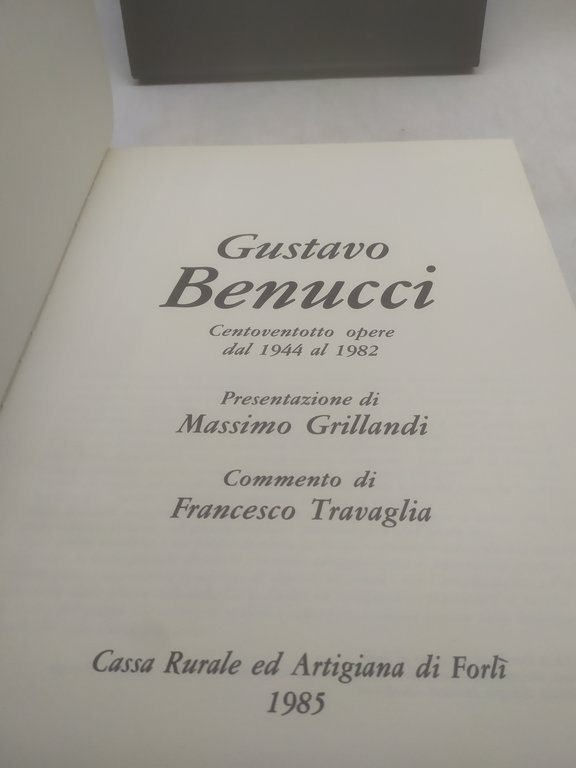 Gustavo
Benucci
Centoventotto opere
dal 1944 al 1982
Presentazione di
Massimo Grillandi
Commento di
Francesco Travaglia
Cassa Rurale ed Artigiana di Forlì
1985